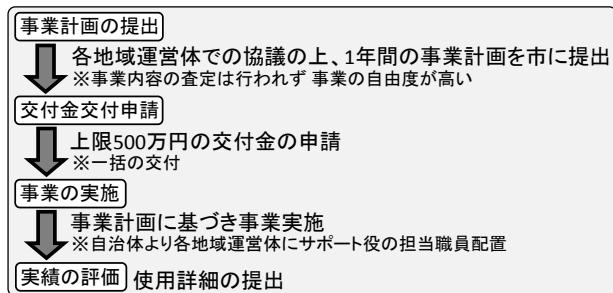 事業計画の提出
各地域運営体での協議の上、1年間の事業計画を市に提出
※事業内容の査定は行われず 事業の自由度が高い
交付金交付申請
上限500万円の交付金の申請
※一括の交付
事業の実施
事業計画に基づき事業実施
※自治体より各地域運営体にサポート役の担当職員配置
実績の評価 使用詳細の提出